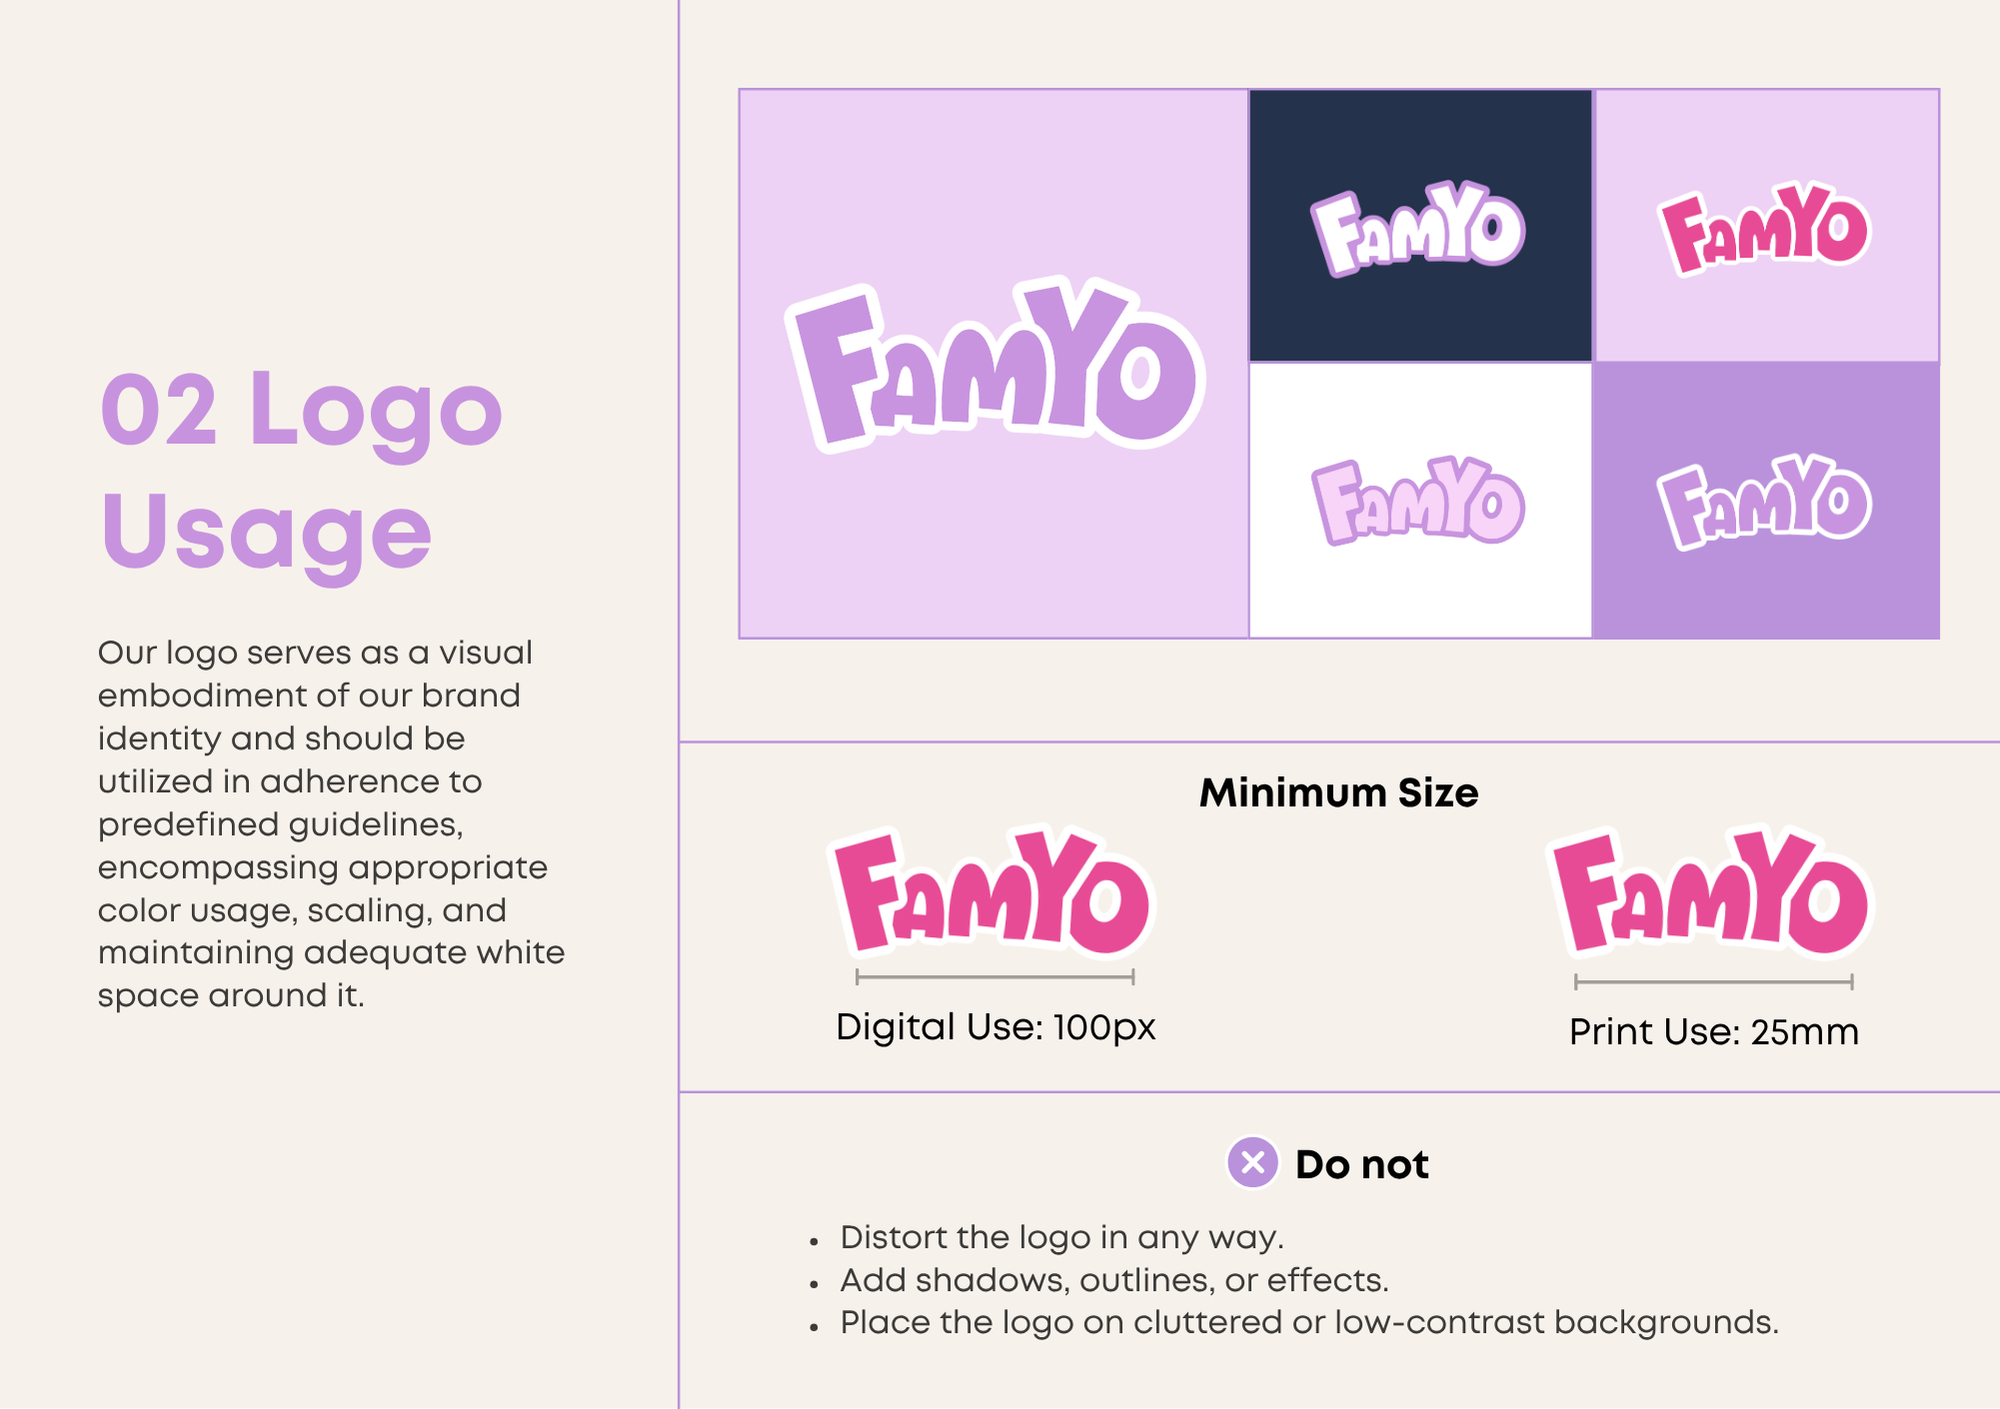 02 Logo
Usage
Our logo serves as a visual
embodiment of our brand
identity and should be
utilized in adherence to
predefined guidelines,
encompassing appropriate
color usage, scaling, and
maintaining adequate white
space around it.
FAMYO
FAMYO
FAMYO
FAMYO
FAMYO
Minimum Size
FAMYO
FAMYO
Digital Use: 100px
Print Use: 25mm
Do not
• Distort the logo in any way.
• Add shadows, outlines, or effects.
• Place the logo on cluttered or low-contrast backgrounds.